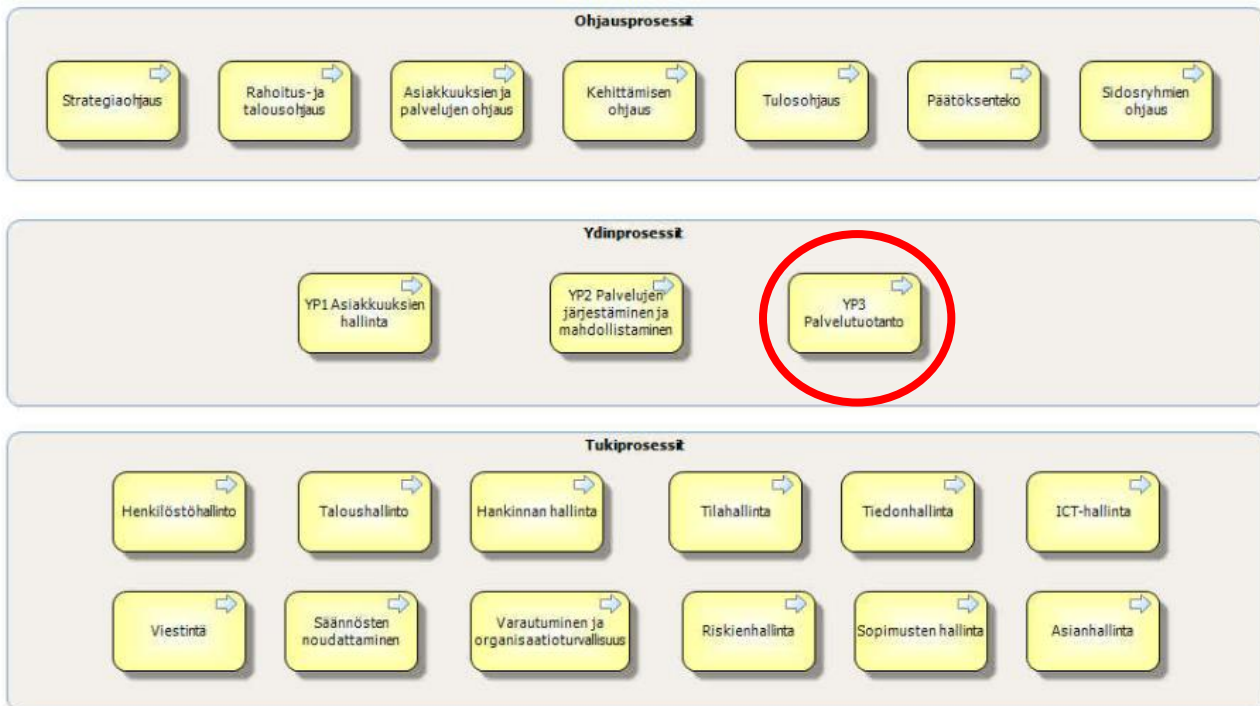 Ohjausprosessit
Strategiaohjaus
Rahoitus-ja
talousohjaus
Asiakkuuksien ja
palvelujen ohjaus
Kehittämisen
ohjaus
Tulosohjaus
Päätöksenteko
Sidosryhmien
ohjaus
Ydinprosessit
YP1 Asiakkuuksien
hallinta
YP2 Palvelujen
järjestäminen ja
mahdollistaminen
YP3
Palvelutuotanto
Tukiprosessit
Henkilöstöhallinto
Taloushallinto
Hankinnan hallinta
Tilahallinta
Tiedonhallinta
ICT-hallinta
Viestintä
Säännösten
noudattaminen
Varautuminen ja
organisaatioturvallisuus
Riskienhallinta
Sopimusten hallinta
Asianhallinta